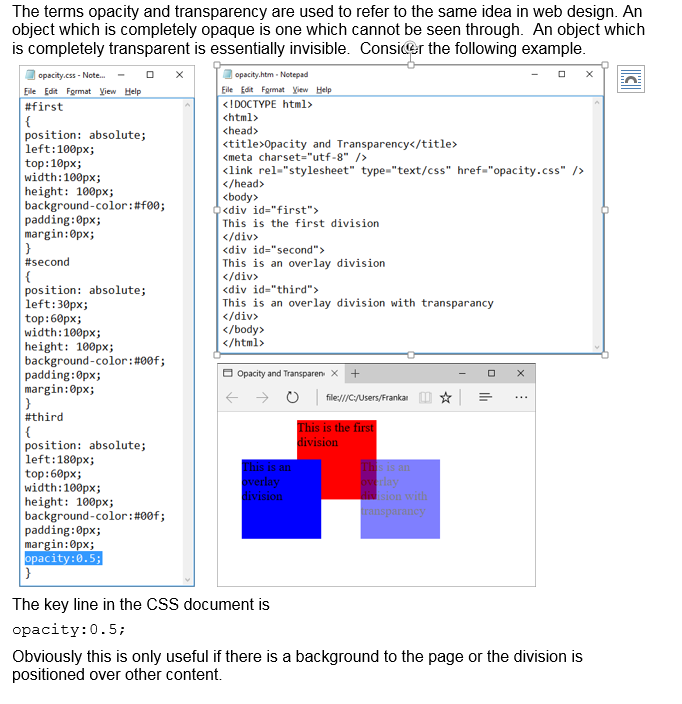 The terms opacity and transparency are used to refer to the same idea in web design. An
object which is completely opaque is one which cannot be seen through.  An object which
is completely transparent is essentially invisible.  Consider the following example.
opacity.css - Note...
File Edit Format View Help
#first
{
position: absolute;
left:100px;
top:10px;
width:100px;
height: 100px;
background-color:#f00;
padding:0px;
margin:0px;
}
#second
{
position: absolute;
left:30px;
top:60px;
width:100px;
height: 100px;
background-color:#00f;
padding:0px;
margin:0px;
}
#third
{
position: absolute;
left:180px;
top:60px;
width:100px;
height: 100px;
background-color:#00f;
padding:0px;
margin:0px;
opacity:0.5;
}
opacity.htm - Notepad
File Edit Format View Help
<!DOCTYPE html>
<html>
<head>
<title>Opacity and Transparency</title>
<meta charset="utf-8" />
<link rel="stylesheet" type="text/css" href="opacity.css" />
</head>
<body>
<div id="first">
This is the first division
</div>
<div id="second">
This is an overlay division
</div>
<div id="third">
This is an overlay division with transparancy
</div>
</body>
</html>
Opacity and Transparen
file:///C:/Users/Frankar
This is the first
division
This is an
overlay
division
This is an
overlay
division with
transparancy
The key line in the CSS document is
opacity:0.5;
Obviously this is only useful if there is a background to the page or the division is
positioned over other content.